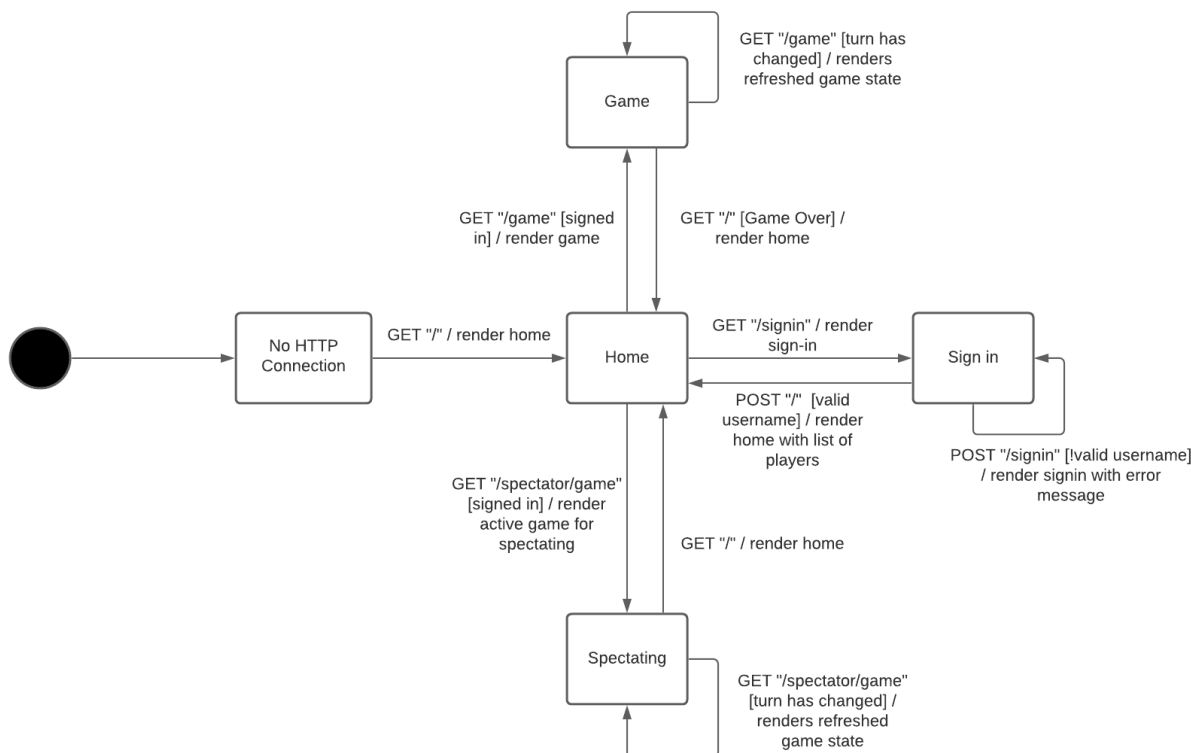 GET "/game" [turn has
changed] / renders
refreshed game state
Game
GET "/game" [signed
in] / render game
GET "/" [Game Over] /
render home
No HTTP
Connection
GET "/" / render home
Home
GET "/signin" / render
sign-in
Sign in
POST "/"  [valid
username] / render
home with list of
players
POST "/signin" [!valid username]
/ render signin with error
message
GET "/spectator/game"
[signed in] / render
active game for
spectating
GET "/" / render home
Spectating
GET "/spectator/game"
[turn has changed] /
renders refreshed
game state